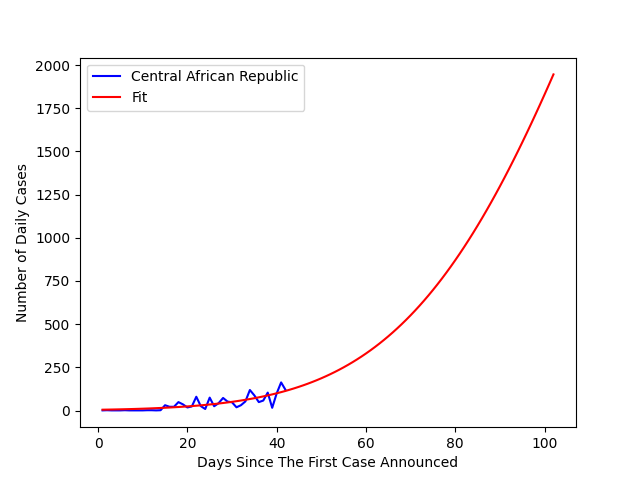 Central African Republic
Fit
2000
1750
1500
1250
1000
750
500
250
0
Number of Daily Cases
0 20 40 60 80 100
Days Since The First Case Announced